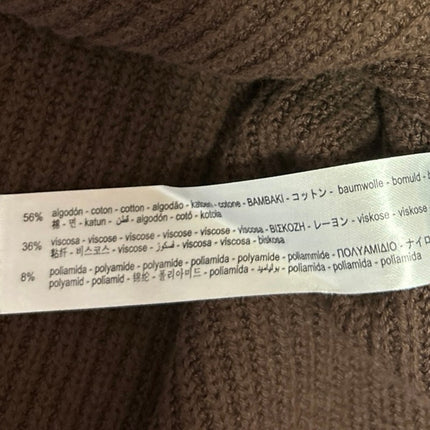 56% algodón - coton - cotton - algodão - katoen - cotone - ΒΑΜΒΑΚΙ - コットン - baumwolle - bomuld -
棉 - 면 - katun - قطن - algodón - cotó - kotoia
36% viscosa - viscose - viscose - viscose - viscose - viscosa - ΒΙΣΚΟΖΗ - レーヨン - viskose - viskose -
粘纤 - 비스코스 - viscose - فسكوز - viscosa - viscosa - biskosa
8% poliamida - polyamide - polyamide - poliamida - polyamide - poliammide - ΠΟΛΥΑΜΙΔΙΟ -
polyamid - poliamid - 锦纶 - 폴리아미드 - poliamida - بولياميد - poliamida - poliamida - poliamida